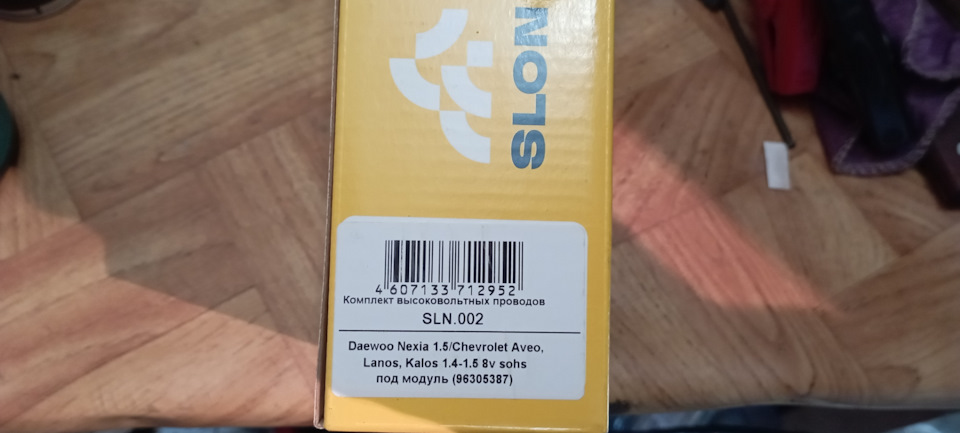 SLON
4 607133 712952
Комплект высоковольтных проводов
SLN.002
Daewoo Nexia 1.5/Chevrolet Aveo,
Lanos, Kalos 1.4-1.5 8v sohs
под модуль (96305387)